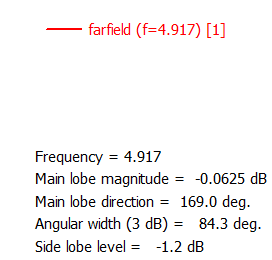 farfield (f=4.917) [1]
Frequency = 4.917
Main lobe magnitude = -0.0625 dB
Main lobe direction = 169.0 deg.
Angular width (3 dB) = 84.3 deg.
Side lobe level = -1.2 dB